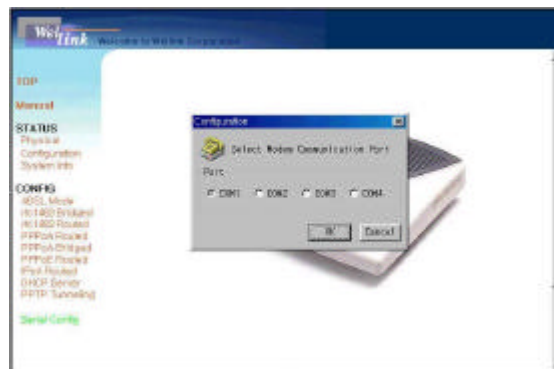 Wellink Welcome to Wellink Corporation
TOP
Manual
STATUS
Physical
Configuration
System Info
CONFIG
ADSL Mode
rfc1483 Bridged
rfc1483 Routed
PPPoA Routed
PPPoA Bridged
PPPoE Routed
IPoA Routed
DHCP Server
PPTP Tunneling
Serial Config
Configuration
Select Modem Communication Port
Port
COM1 COM2 COM3 COM4
OK Cancel